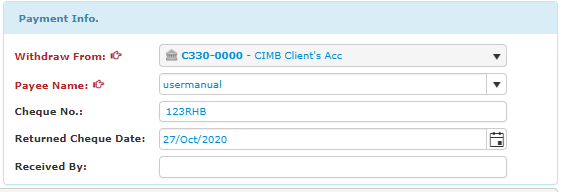 Payment Info.
Withdraw From: C330-0000 - CIMB Client's Acc
Payee Name: usermanual
Cheque No.: 123RHB
Returned Cheque Date: 27/Oct/2020
Received By: